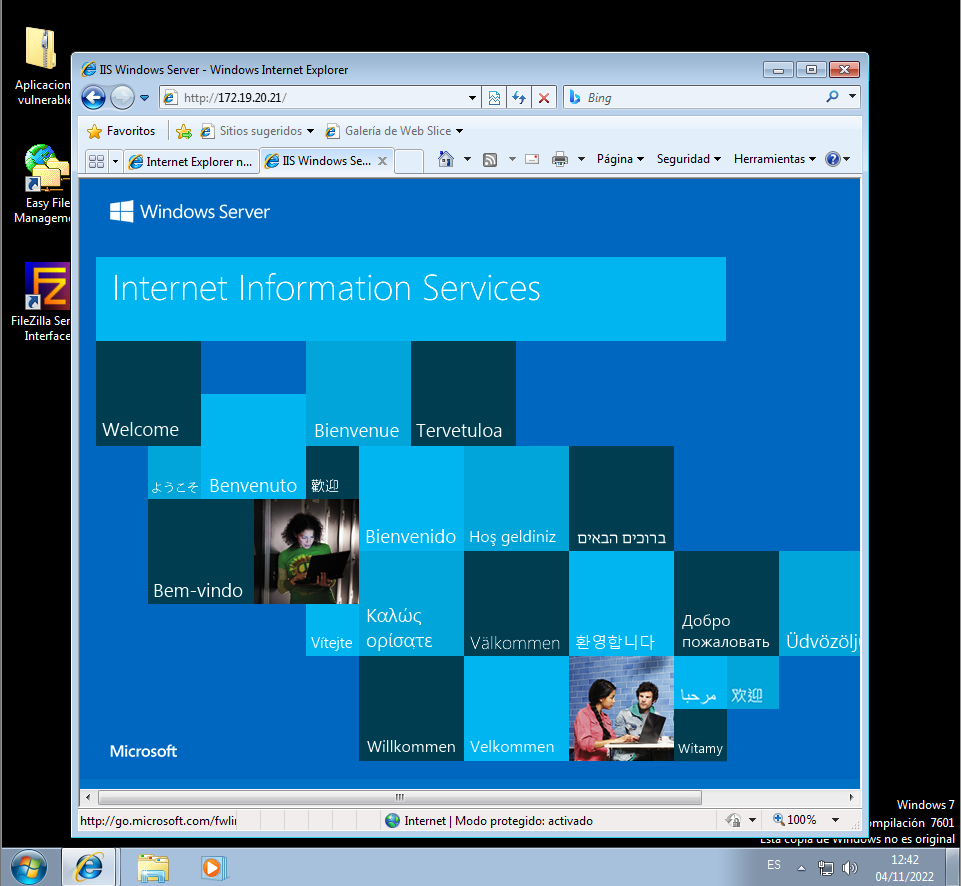 Aplicacion
vulnerable
Easy File
Manageme
FileZilla Ser
Interface
IIS Windows Server - Windows Internet Explorer
http://172.19.20.21/
Bing
Favoritos
Sitios sugeridos
Galería de Web Slice
Internet Explorer n...
IIS Windows Se...
Página
Seguridad
Herramientas
Windows Server
Internet Information Services
Welcome
Bienvenue
Tervetuloa
ようこそ
Benvenuto
歡迎
Bienvenido
Hoş geldiniz
ברוכים הבאים
Bem-vindo
Vítejte
Καλώς
ορίσατε
Välkommen
환영합니다
Добро
пожаловать
Üdvözölj
Microsoft
Willkommen
Velkommen
مرحبا
欢迎
Witamy
http://go.microsoft.com/fwlin
Internet | Modo protegido: activado
100%
Windows 7
ompilación 7601
Esta copia de Windows no es original
ES
12:42
04/11/2022